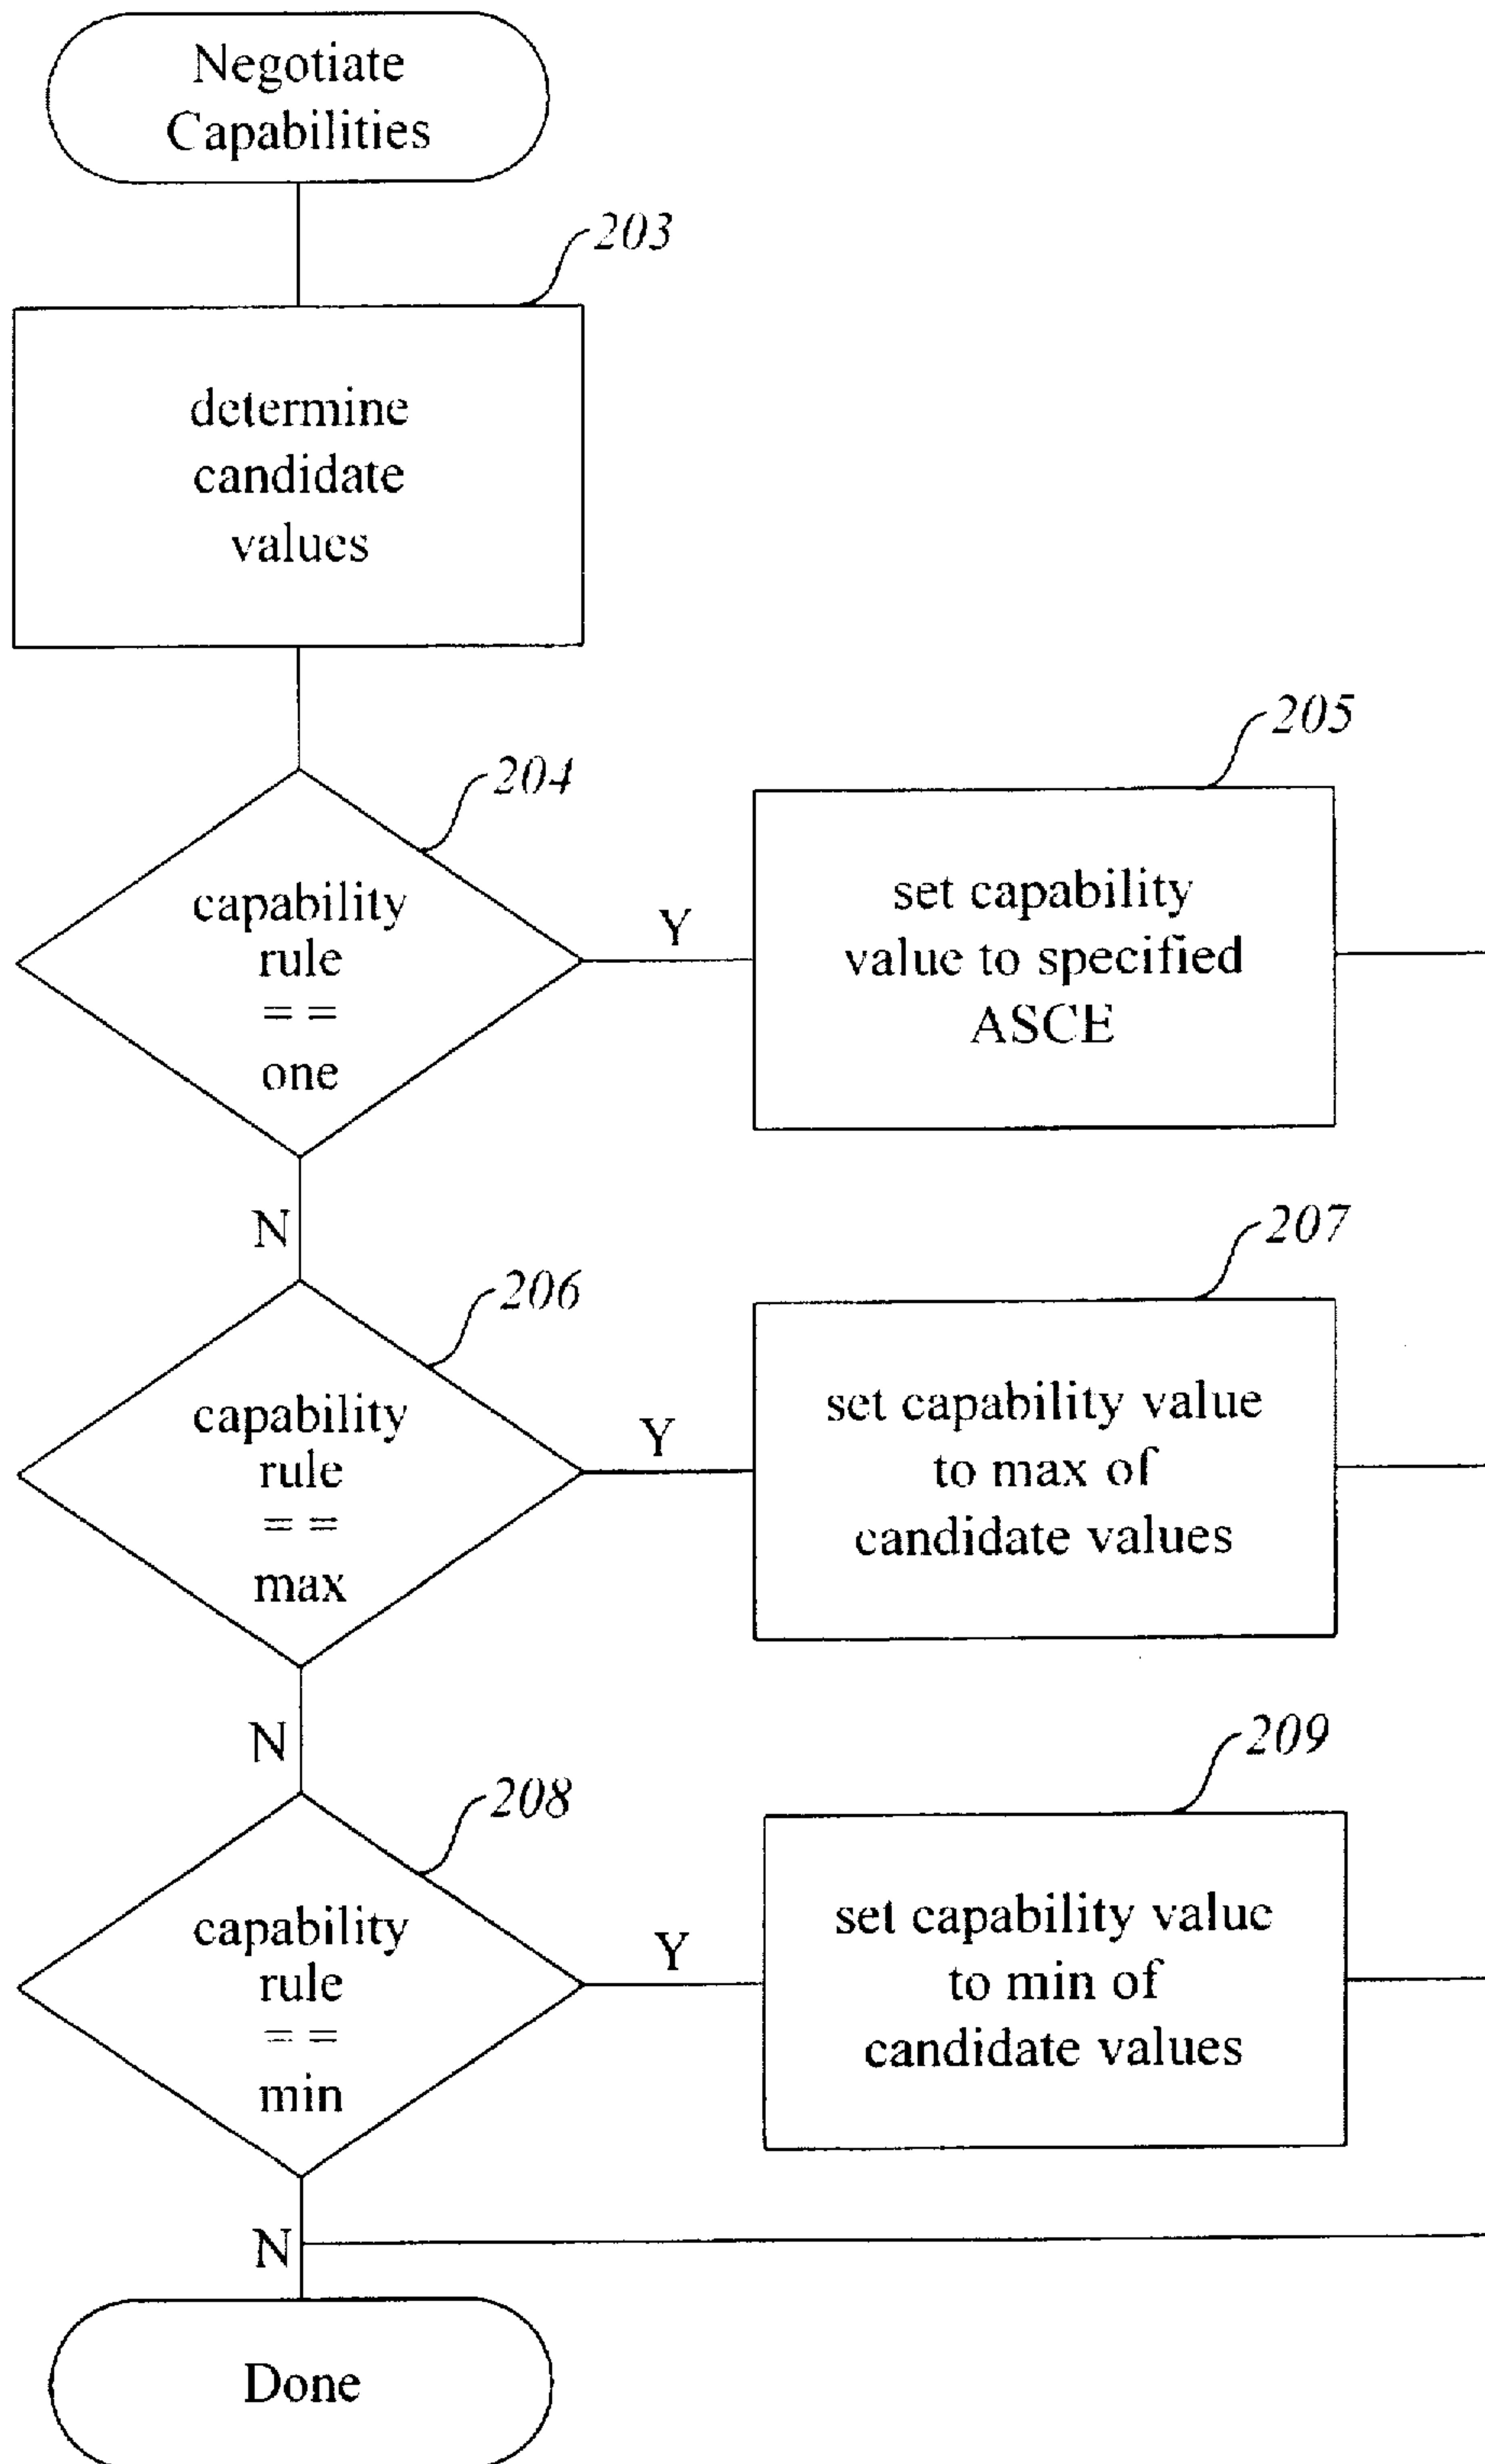 Negotiate
Capabilities
203
determine
candidate
values
204
capability
rule
= =
one
Y
205
set capability
value to specified
ASCE
N
206
capability
rule
= =
max
Y
207
set capability value
to max of
candidate values
N
208
capability
rule
= =
min
Y
209
set capability value
to min of
candidate values
N
Done